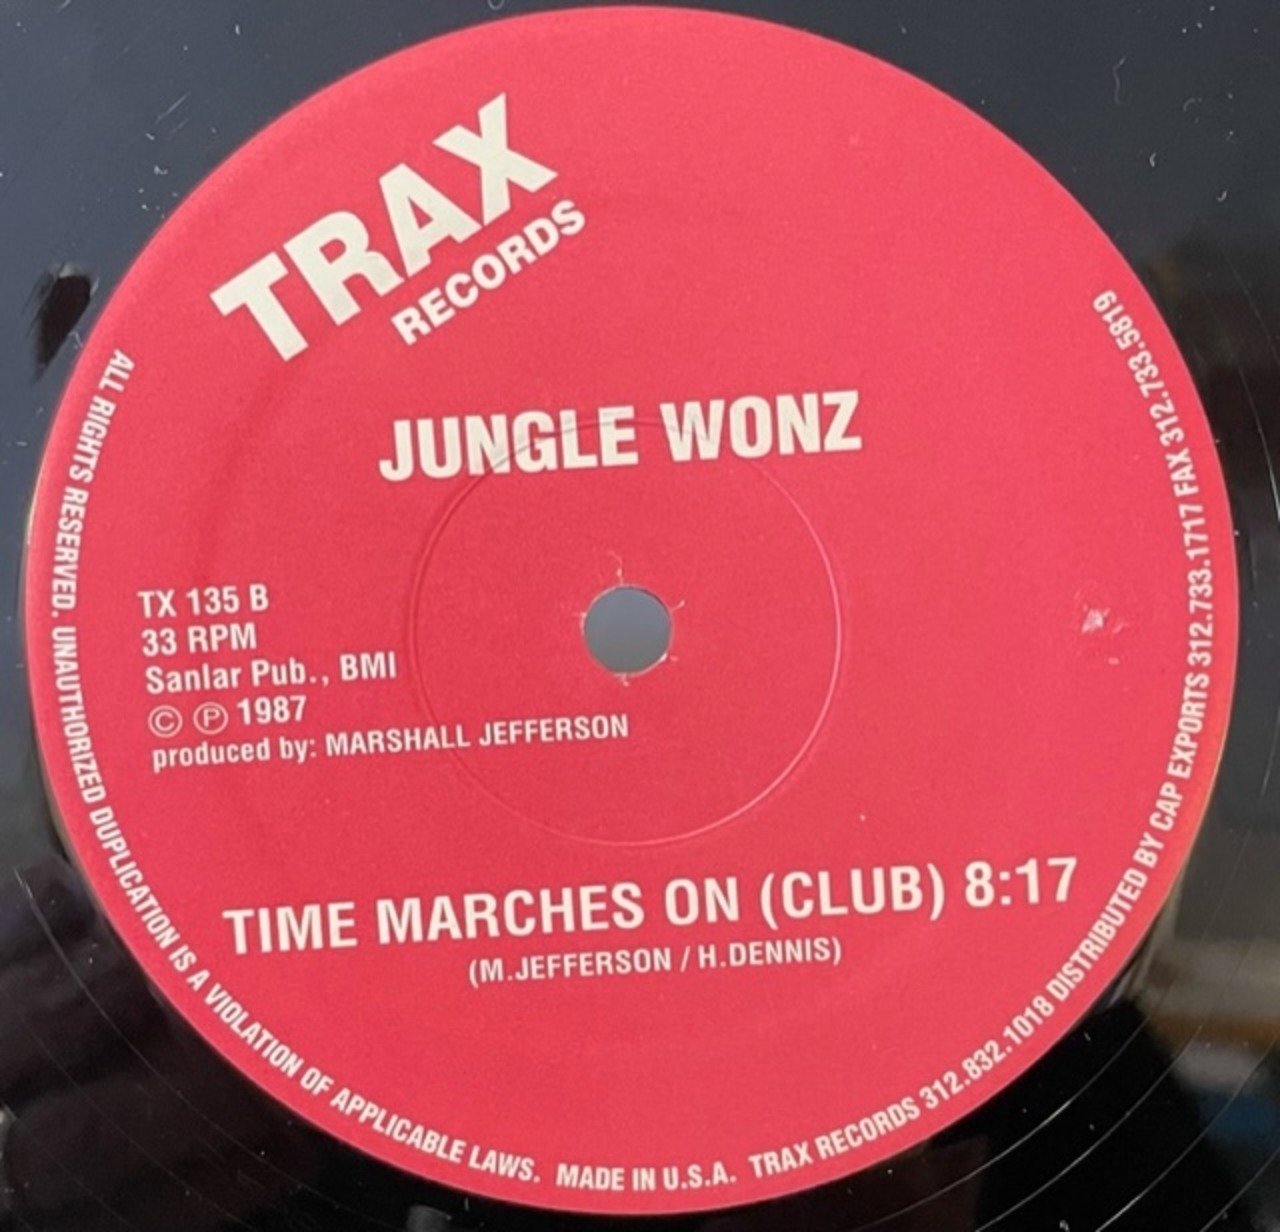 TRAX
RECORDS
JUNGLE WONZ
TX 135 B
33 RPM
Sanlar Pub., BMI
© ℗ 1987
produced by: MARSHALL JEFFERSON
TIME MARCHES ON (CLUB) 8:17
(M.JEFFERSON / H.DENNIS)
ALL RIGHTS RESERVED. UNAUTHORIZED DUPLICATION IS A VIOLATION OF APPLICABLE LAWS. MADE IN U.S.A. TRAX RECORDS 312.832.1018 DISTRIBUTED BY CAP EXPORTS 312.733.1717 FAX 312.733.5819